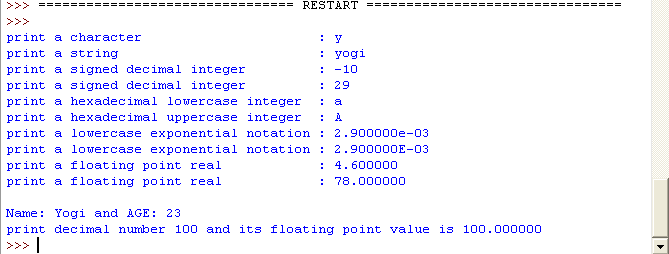 >>> ================================ RESTART ================================
>>>
print a character                      : y
print a string                         : yogi
print a signed decimal integer         : -10
print a signed decimal integer         : 29
print a hexadecimal lowercase integer  : a
print a hexadecimal uppercase integer  : A
print a lowercase exponential notation : 2.900000e-03
print a lowercase exponential notation : 2.900000E-03
print a floating point real            : 4.600000
print a floating point real            : 78.000000
Name: Yogi and AGE: 23
print decimal number 100 and its floating point value is 100.000000
>>>